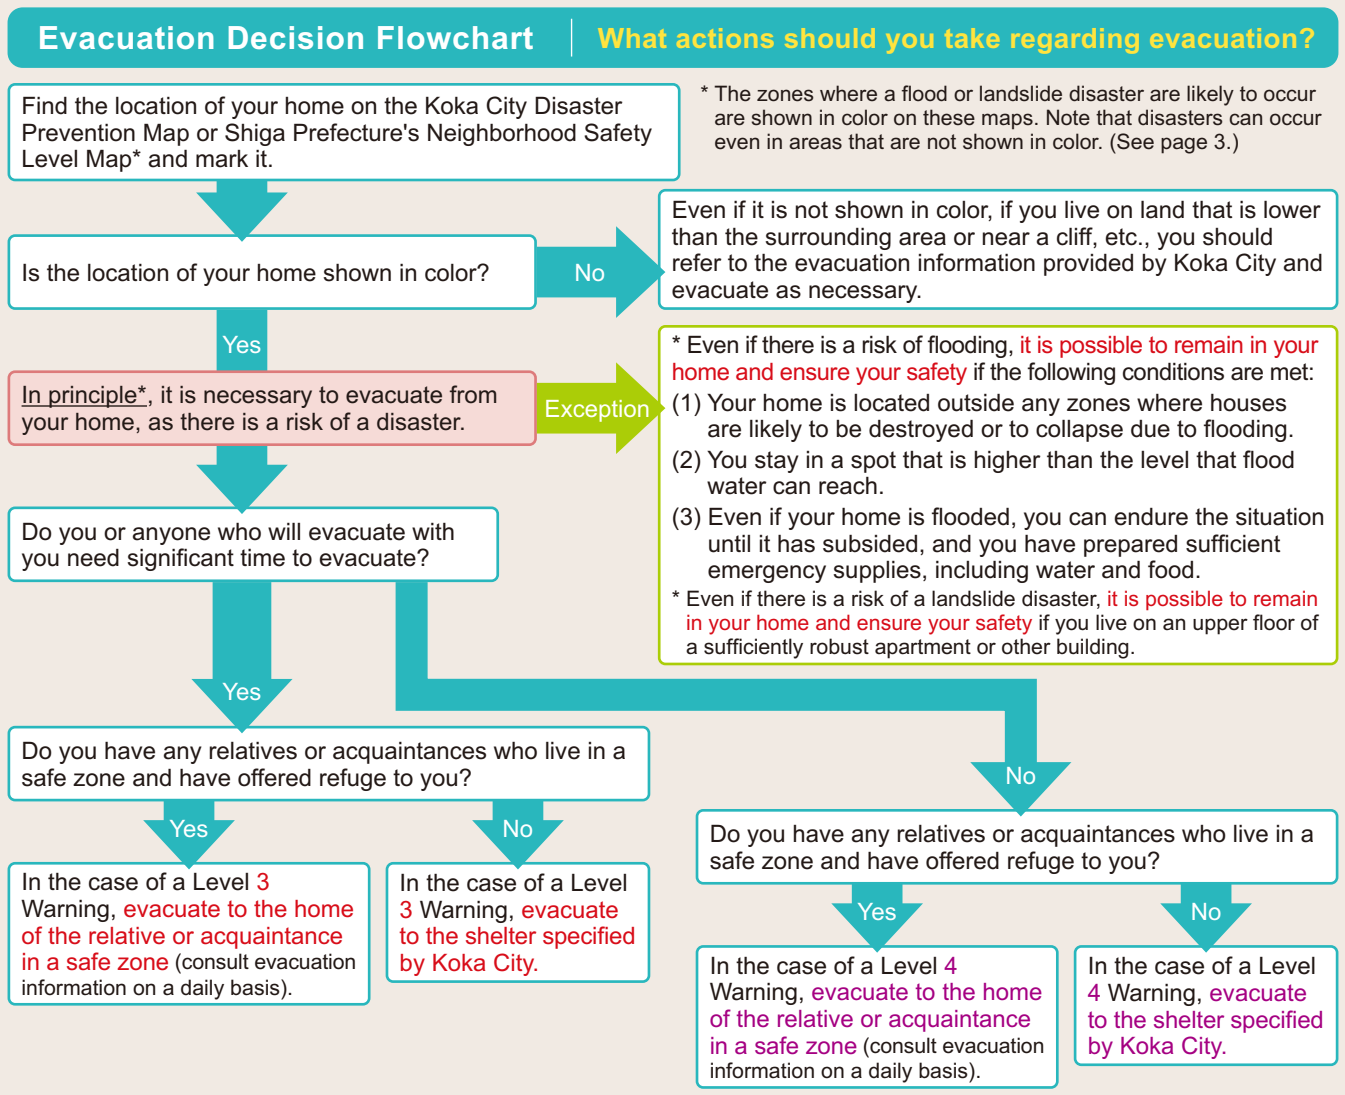 Evacuation Decision Flowchart
What actions should you take regarding evacuation?
Find the location of your home on the Koka City Disaster
Prevention Map or Shiga Prefecture's Neighborhood Safety
Level Map* and mark it.
* The zones where a flood or landslide disaster are likely to occur
are shown in color on these maps. Note that disasters can occur
even in areas that are not shown in color. (See page 3.)
Is the location of your home shown in color?
No
Even if it is not shown in color, if you live on land that is lower
than the surrounding area or near a cliff, etc., you should
refer to the evacuation information provided by Koka City and
evacuate as necessary.
Yes
In principle*, it is necessary to evacuate from
your home, as there is a risk of a disaster.
Exception
* Even if there is a risk of flooding, it is possible to remain in your
home and ensure your safety if the following conditions are met:
(1) Your home is located outside any zones where houses
are likely to be destroyed or to collapse due to flooding.
(2) You stay in a spot that is higher than the level that flood
water can reach.
(3) Even if your home is flooded, you can endure the situation
until it has subsided, and you have prepared sufficient
emergency supplies, including water and food.
* Even if there is a risk of a landslide disaster, it is possible to remain
in your home and ensure your safety if you live on an upper floor of
a sufficiently robust apartment or other building.
Do you or anyone who will evacuate with
you need significant time to evacuate?
Yes
Do you have any relatives or acquaintances who live in a
safe zone and have offered refuge to you?
Yes
No
In the case of a Level 3
Warning, evacuate to the home
of the relative or acquaintance
in a safe zone (consult evacuation
information on a daily basis).
In the case of a Level
3 Warning, evacuate
to the shelter specified
by Koka City.
No
Do you have any relatives or acquaintances who live in a
safe zone and have offered refuge to you?
Yes
No
In the case of a Level 4
Warning, evacuate to the home
of the relative or acquaintance
in a safe zone (consult evacuation
information on a daily basis).
In the case of a Level
4 Warning, evacuate
to the shelter specified
by Koka City.